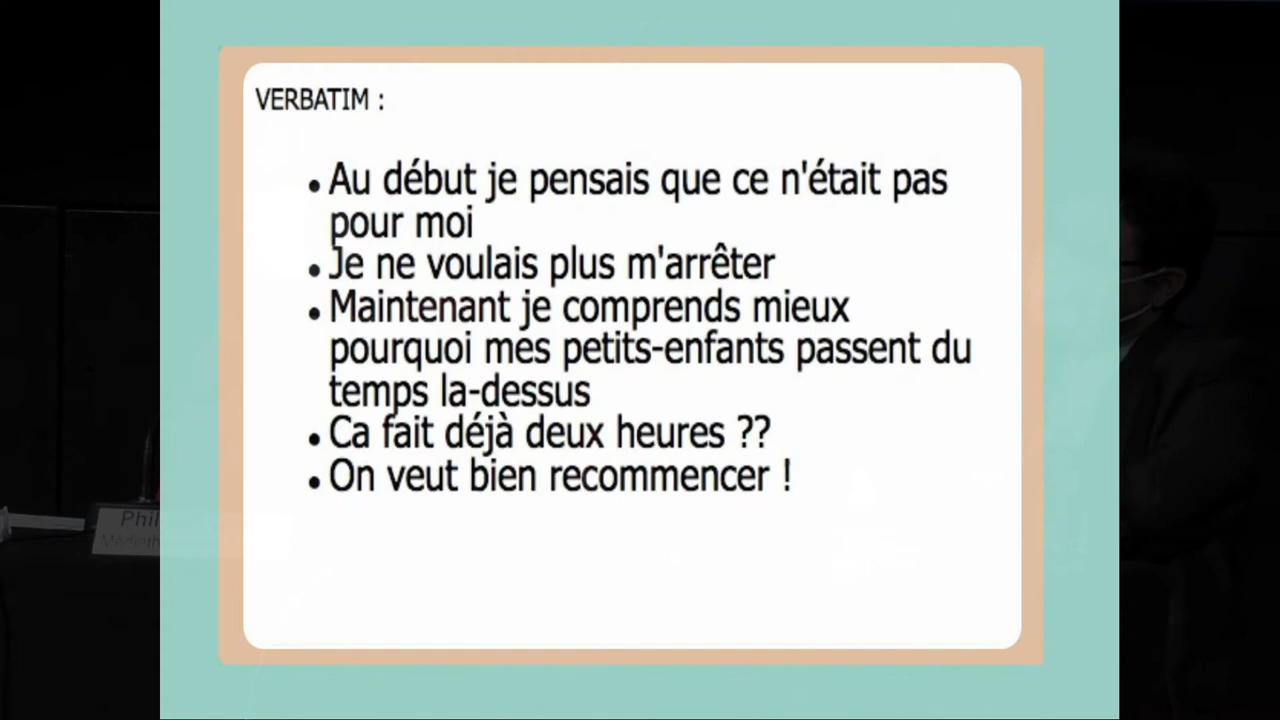 VERBATIM :
• Au début je pensais que ce n'était pas
pour moi
• Je ne voulais plus m'arrêter
• Maintenant je comprends mieux
pourquoi mes petits-enfants passent du
temps la-dessus
• Ca fait déjà deux heures ??
• On veut bien recommencer !
Phil